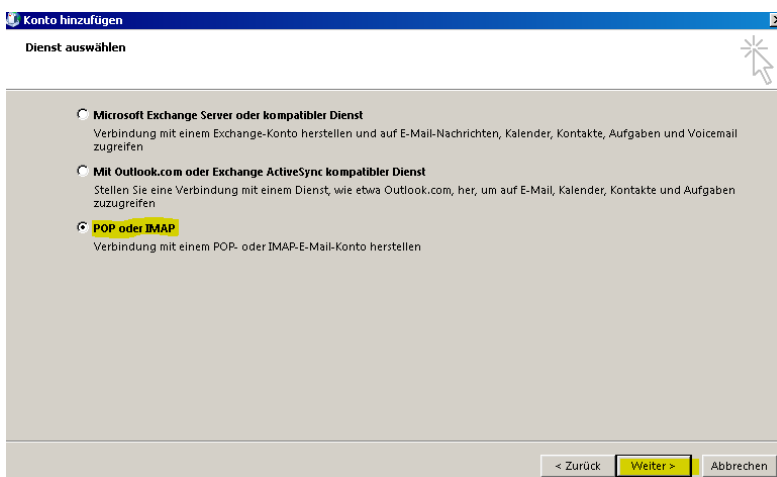 Konto hinzufügen
Dienst auswählen
Microsoft Exchange Server oder kompatibler Dienst
Verbindung mit einem Exchange-Konto herstellen und auf E-Mail-Nachrichten, Kalender, Kontakte, Aufgaben und Voicemail
zugreifen
Mit Outlook.com oder Exchange ActiveSync kompatibler Dienst
Stellen Sie eine Verbindung mit einem Dienst, wie etwa Outlook.com, her, um auf E-Mail, Kalender, Kontakte und Aufgaben
zuzugreifen
POP oder IMAP
Verbindung mit einem POP- oder IMAP-E-Mail-Konto herstellen
< Zurück Weiter > Abbrechen